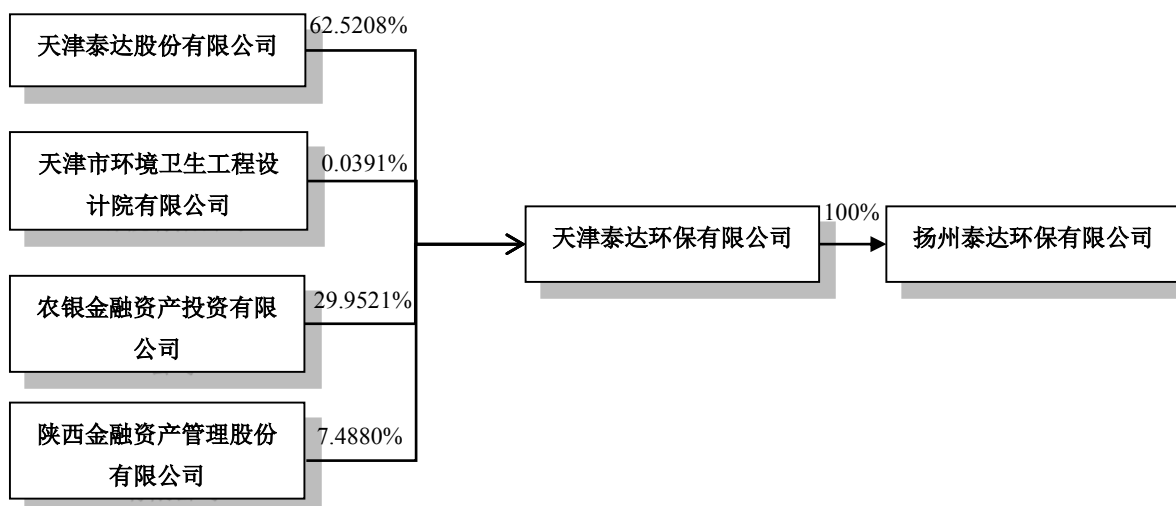 天津泰达股份有限公司
62.5208%
天津市环境卫生工程设
计院有限公司
0.0391%
农银金融资产投资有限
公司
29.9521%
陕西金融资产管理股份
有限公司
7.4880%
天津泰达环保有限公司
100%
扬州泰达环保有限公司